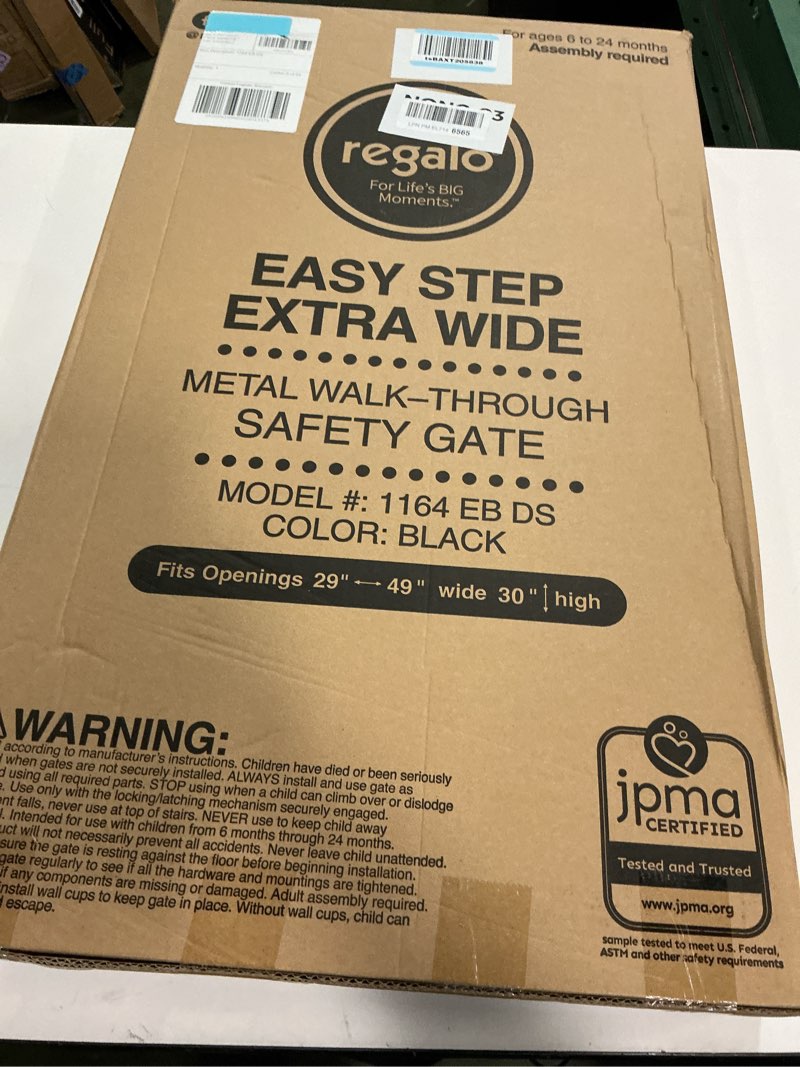 For ages 6 to 24 months
Assembly required
1sBAXT205838
3
LPN PM 6565
regalo
For Life's BIG
Moments.™
EASY STEP
EXTRA WIDE
METAL WALK–THROUGH
SAFETY GATE
MODEL #: 1164 EB DS
COLOR: BLACK
Fits Openings 29" ↔ 49" wide 30" ↕ high
WARNING:
according to manufacturer's instructions. Children have died or been seriously
when gates are not securely installed. ALWAYS install and use gate as
using all required parts. STOP using when a child can climb over or dislodge
. Use only with the locking/latching mechanism securely engaged.
falls, never use at top of stairs. NEVER use to keep child away
. Intended for use with children from 6 months through 24 months.
will not necessarily prevent all accidents. Never leave child unattended.
sure the gate is resting against the floor before beginning installation.
gate regularly to see if all the hardware and mountings are tightened.
if any components are missing or damaged. Adult assembly required.
install wall cups to keep gate in place. Without wall cups, child can
escape.
jpma
CERTIFIED
Tested and Trusted
www.jpma.org
sample tested to meet U.S. Federal,
ASTM and other safety requirements